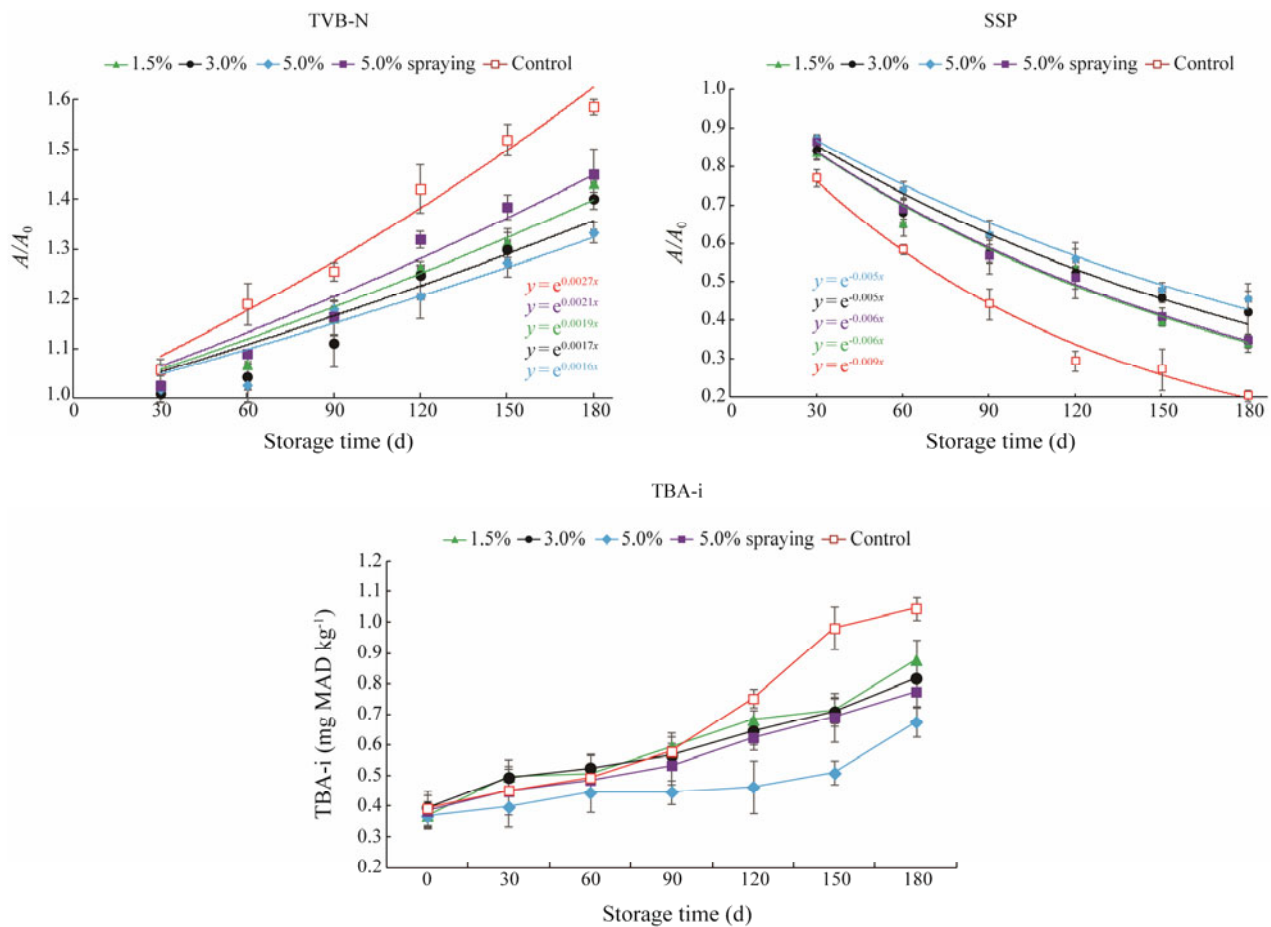 TVB-N
1.5% 3.0% 5.0% 5.0% spraying Control
1.6
1.5
1.4
1.3
1.2
1.1
1.0
A/A₀
y = e^0.0027x
y = e^0.0021x
y = e^0.0019x
y = e^0.0017x
y = e^0.0016x
0 30 60 90 120 150 180
Storage time (d)
SSP
1.5% 3.0% 5.0% 5.0% spraying Control
1.0
0.9
0.8
0.7
0.6
0.5
0.4
0.3
0.2
A/A₀
y = e^-0.005x
y = e^-0.005x
y = e^-0.006x
y = e^-0.006x
y = e^-0.009x
0 30 60 90 120 150 180
Storage time (d)
TBA-i
1.5% 3.0% 5.0% 5.0% spraying Control
1.2
1.1
1.0
0.9
0.8
0.7
0.6
0.5
0.4
0.3
0.2
TBA-i (mg MAD kg⁻¹)
0 30 60 90 120 150 180
Storage time (d)